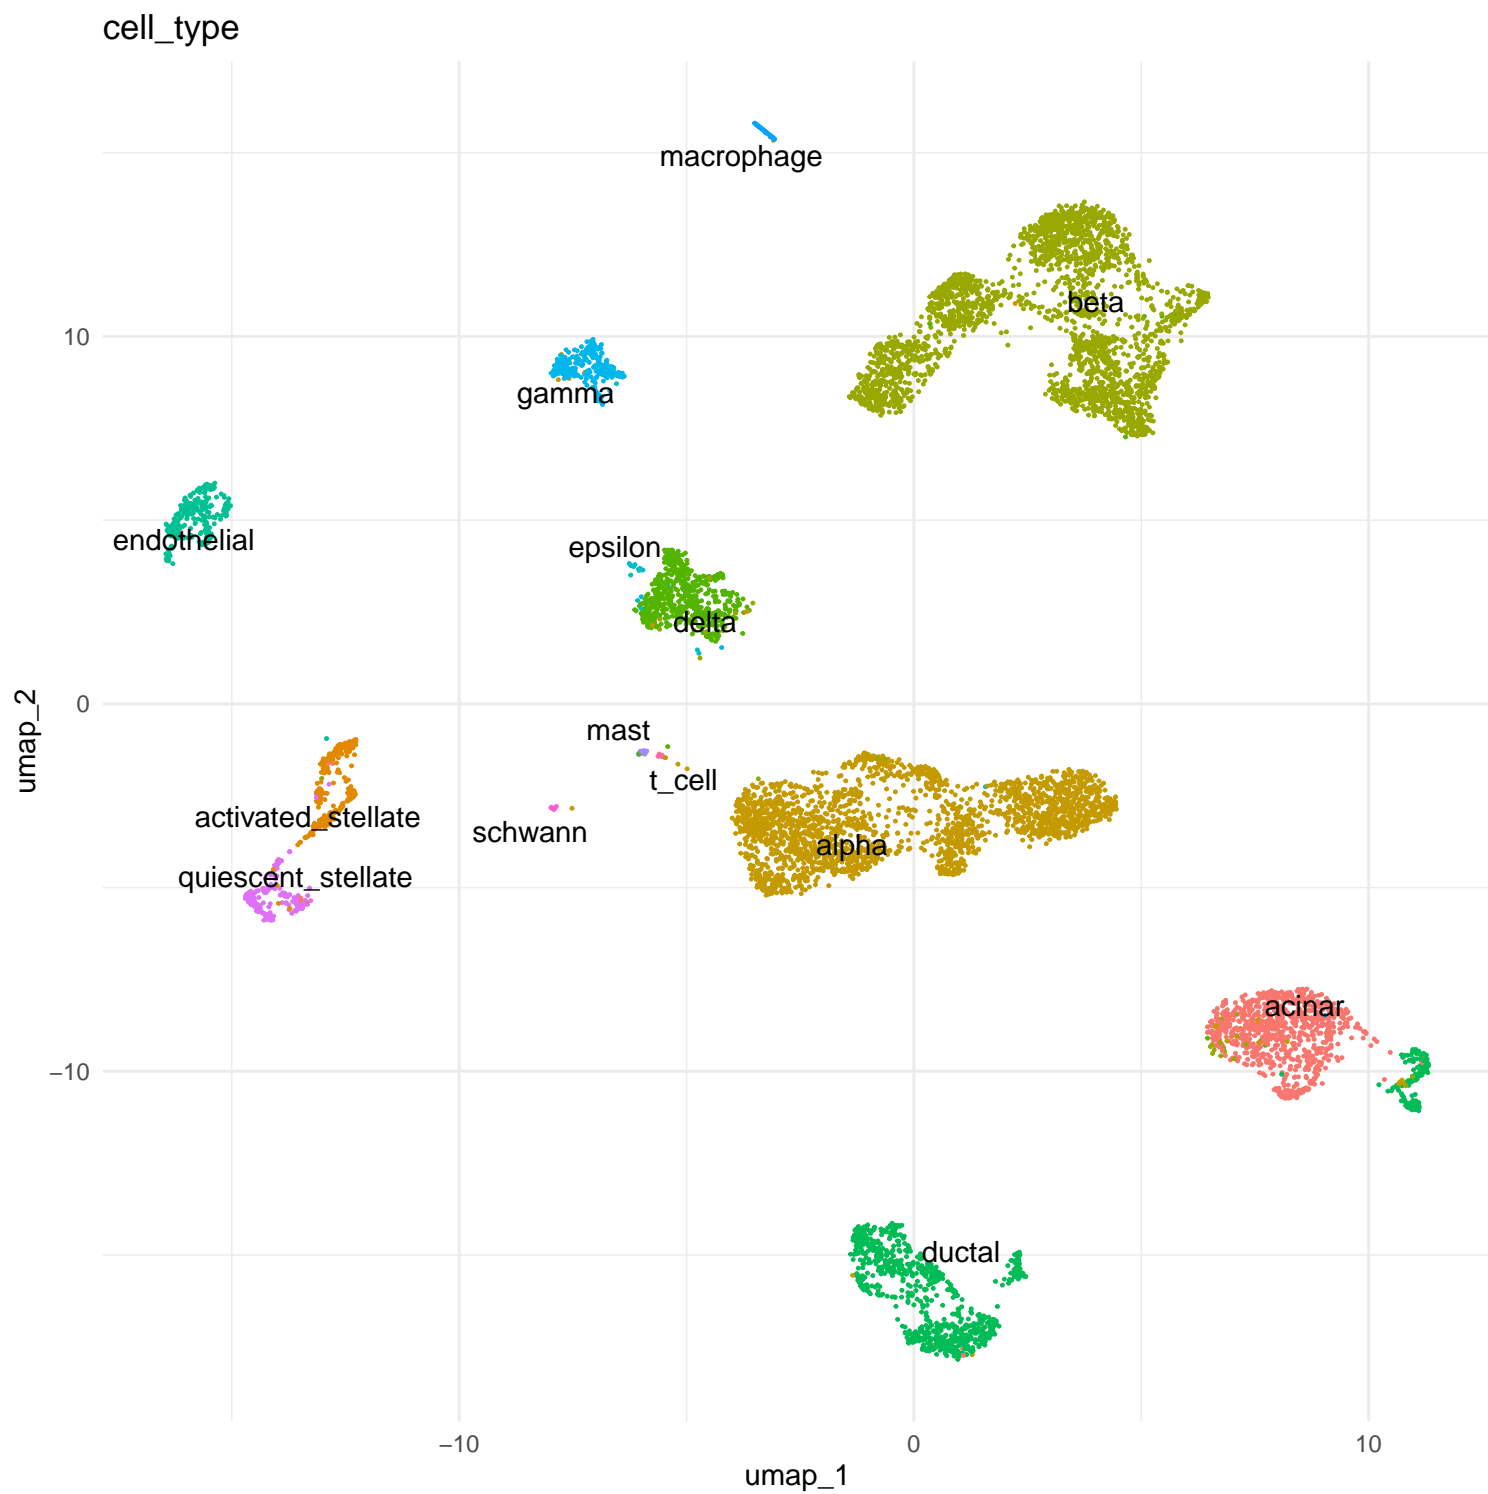 cell_type
macrophage
beta
10
gamma
endothelial
epsilon
delta
0
umap_2
mast
t_cell
activated_stellate
schwann
alpha
quiescent_stellate
acinar
−10
ductal
−10
0
10
umap_1